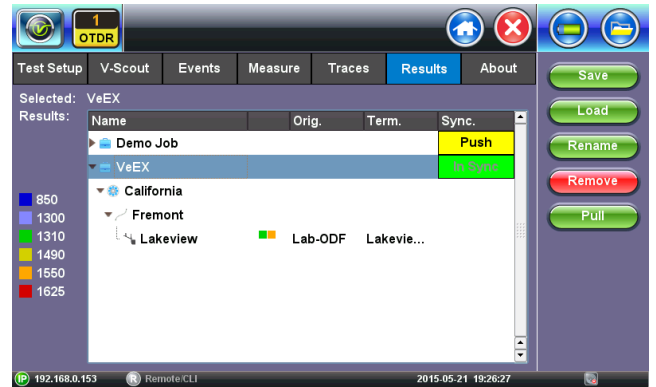 1
OTDR
Test Setup V-Scout Events Measure Traces Results About
Selected: VeEX
Results:
Name Orig. Term. Sync.
Demo Job Push
VeEX In Sync
California
Fremont
Lakeview Lab-ODF Lakevie...
850
1300
1310
1490
1550
1625
Save
Load
Rename
Remove
Pull
IP 192.168.0.153 R Remote/CLI 2015-05-21 19:26:27